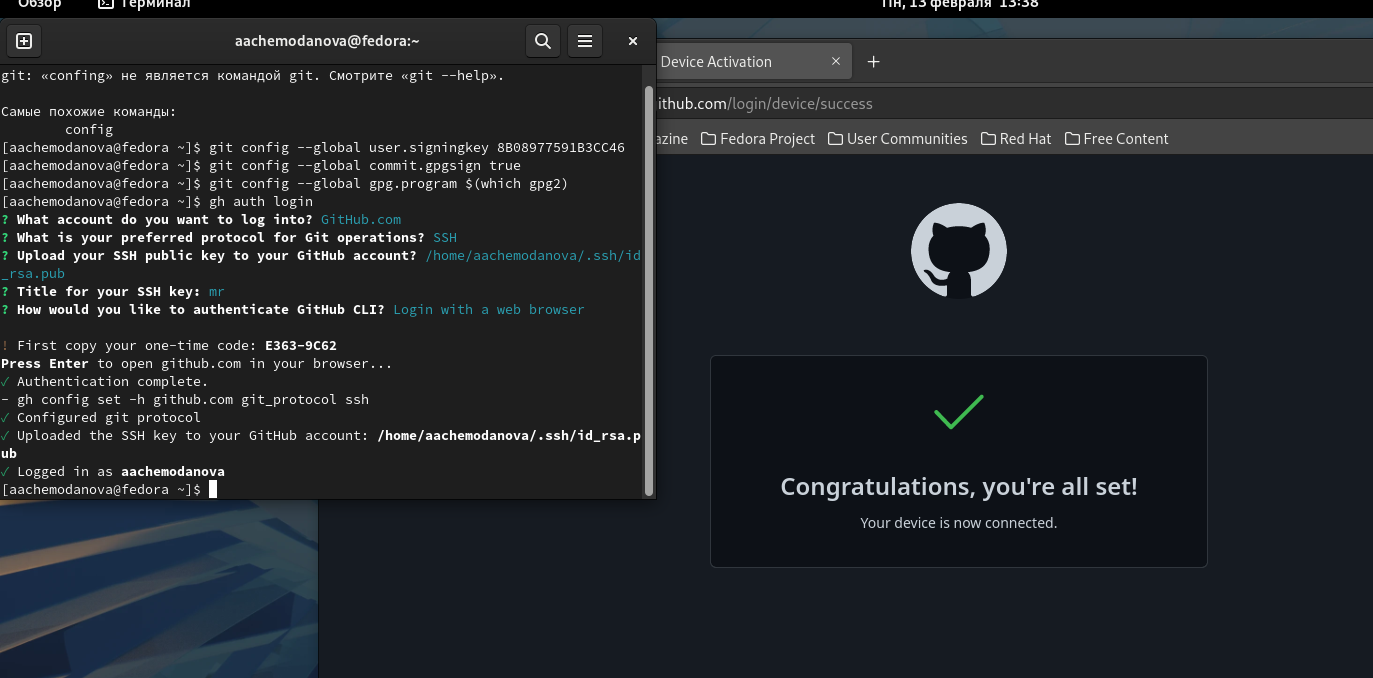 Обзор
Терминал
Пн, 13 февраля 13:38
aachemodanova@fedora:~
git: «confing» не является командой git. Смотрите «git --help».
Самые похожие команды:
config
[aachemodanova@fedora ~]$ git config --global user.signingkey 8B08977591B3CC46
[aachemodanova@fedora ~]$ git config --global commit.gpgsign true
[aachemodanova@fedora ~]$ git config --global gpg.program $(which gpg2)
[aachemodanova@fedora ~]$ gh auth login
? What account do you want to log into? GitHub.com
? What is your preferred protocol for Git operations? SSH
? Upload your SSH public key to your GitHub account? /home/aachemodanova/.ssh/id
_rsa.pub
? Title for your SSH key: mr
? How would you like to authenticate GitHub CLI? Login with a web browser
! First copy your one-time code: E363-9C62
Press Enter to open github.com in your browser...
✓ Authentication complete.
- gh config set -h github.com git_protocol ssh
✓ Configured git protocol
✓ Uploaded the SSH key to your GitHub account: /home/aachemodanova/.ssh/id_rsa.p
ub
✓ Logged in as aachemodanova
[aachemodanova@fedora ~]$
Device Activation
ithub.com/login/device/success
azine
Fedora Project
User Communities
Red Hat
Free Content
Congratulations, you're all set!
Your device is now connected.